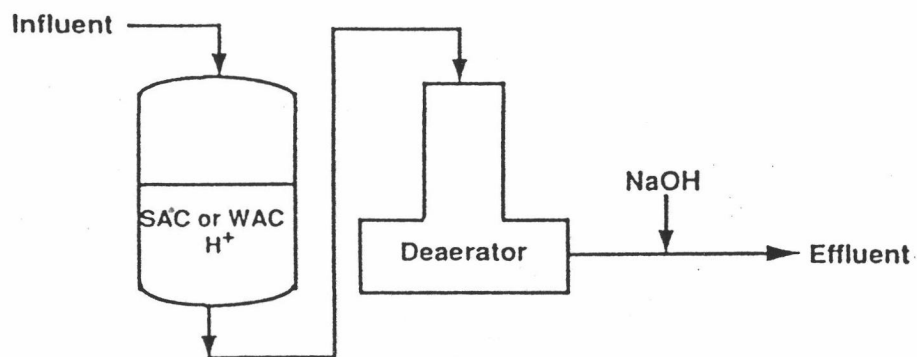 Influent
SAC or WAC
H+
Deaerator
NaOH
Effluent